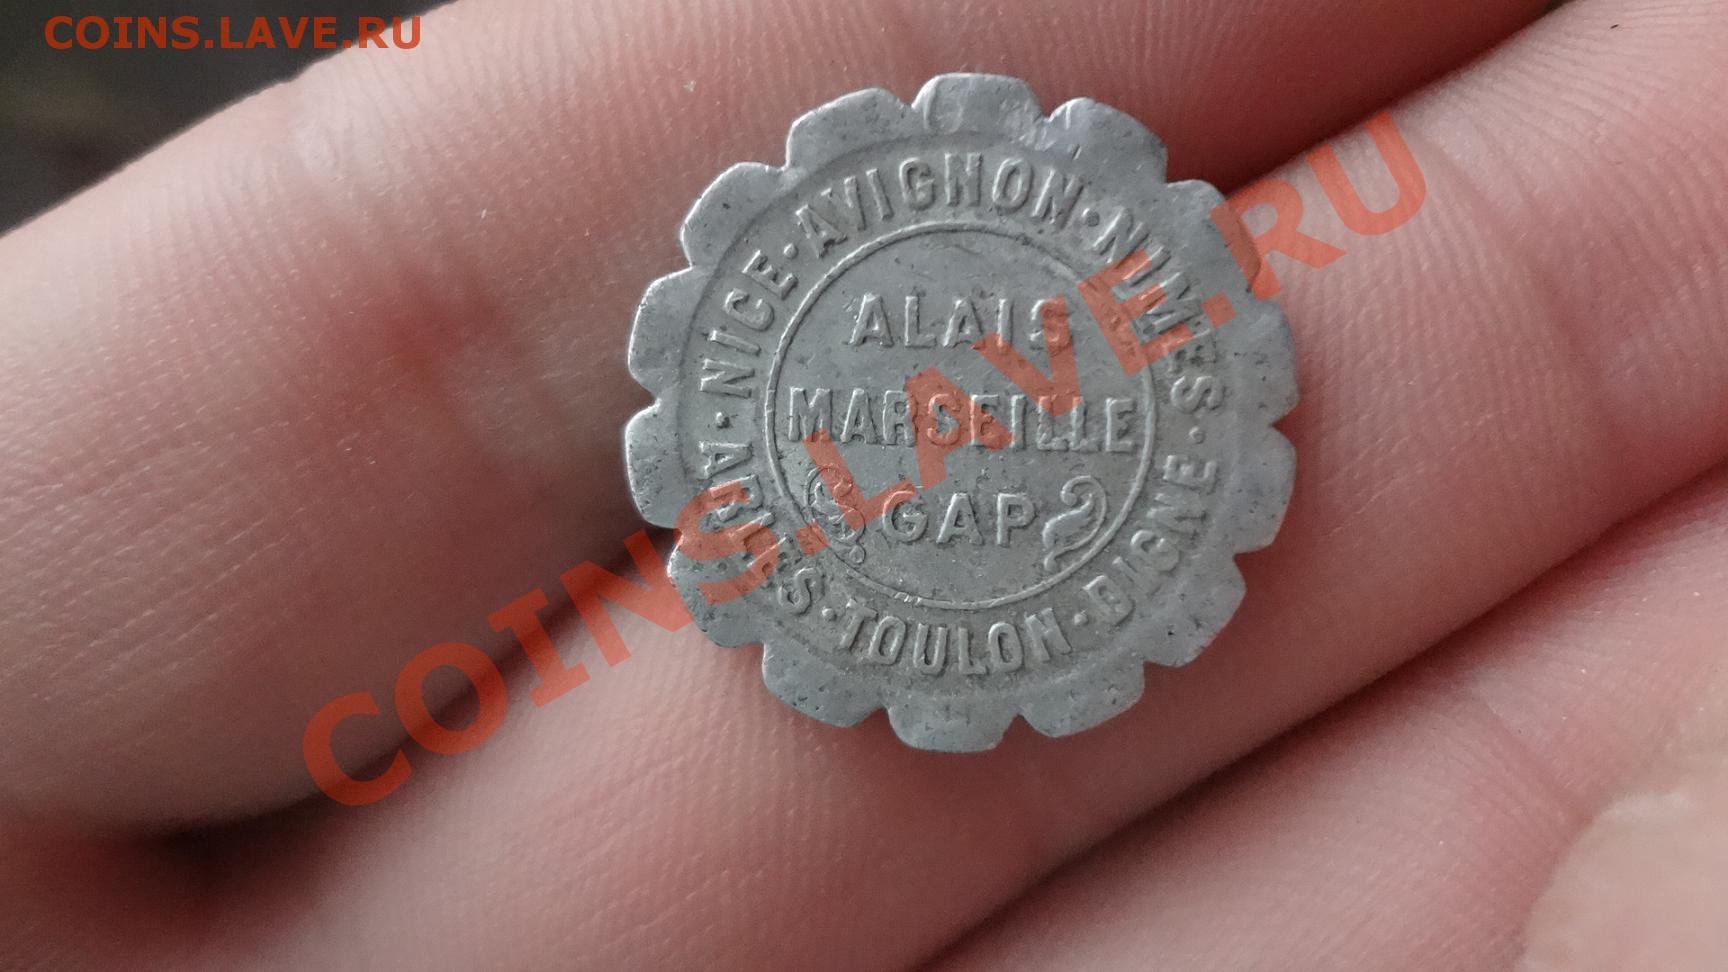 COINS.LAVE.RU
NICE · AVIGNON · NIMES · DIGNE · TOULON · ARLES ·
ALAIS
MARSEILLE
GAP
COINS.LAVE.RU